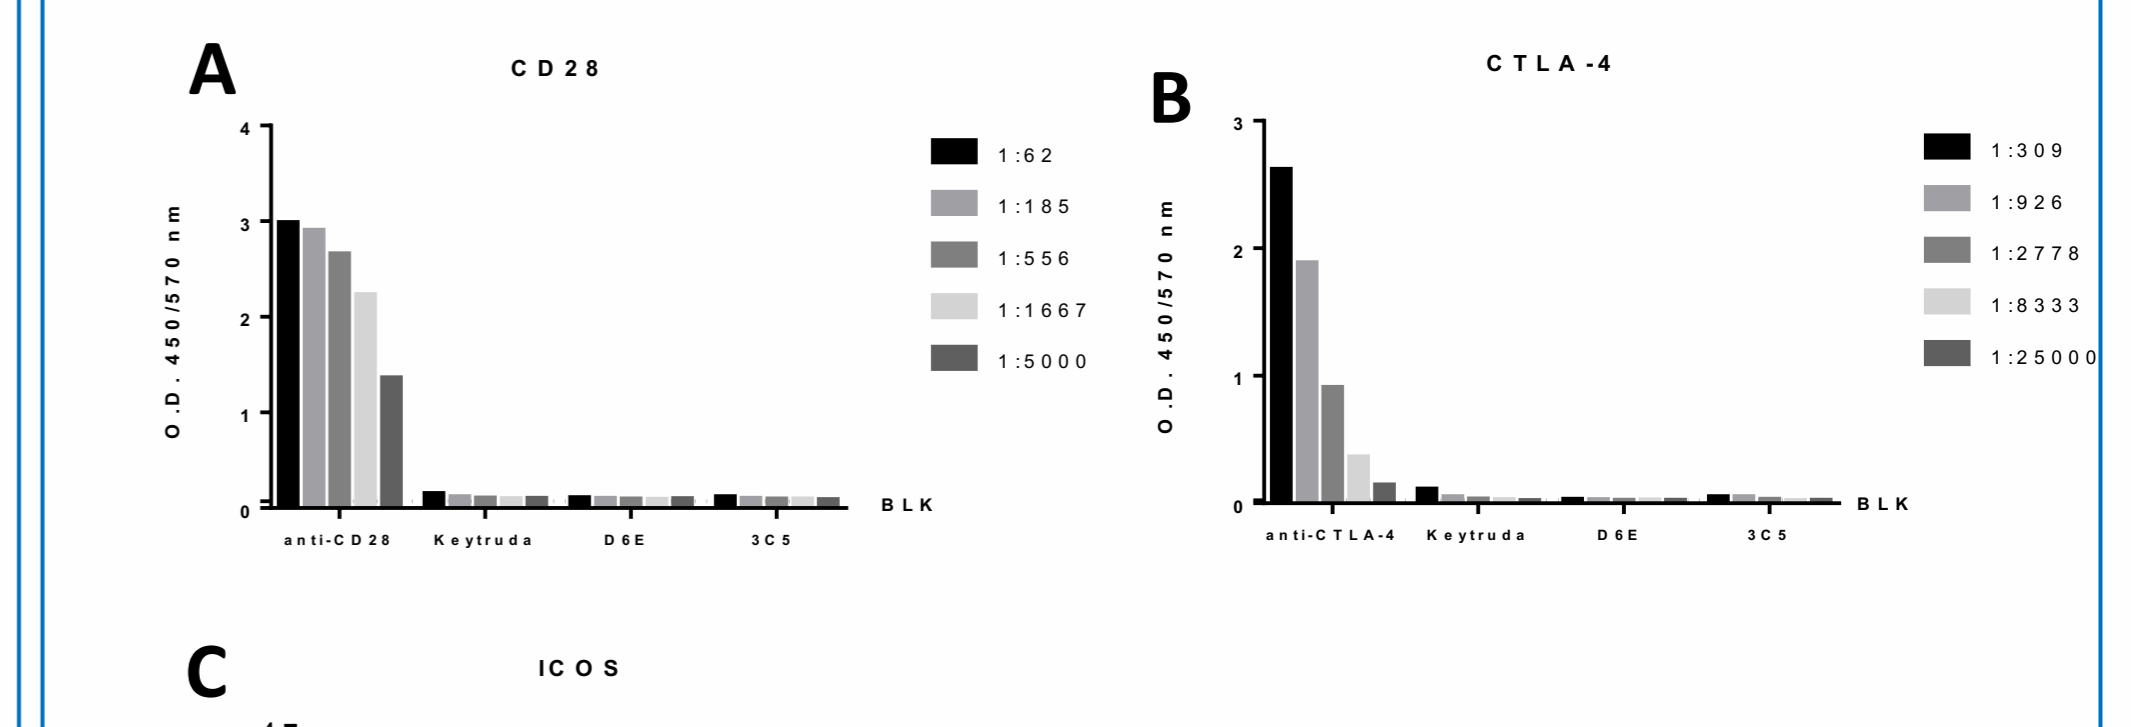 A
CD28
O.D. 450/570 nm
4
3
2
1
0
anti-CD28
Keytruda
D6E
3C5
BLK
1:62
1:185
1:556
1:1667
1:5000
B
CTLA-4
O.D. 450/570 nm
3
2
1
0
anti-CTLA-4
Keytruda
D6E
3C5
BLK
1:309
1:926
1:2778
1:8333
1:25000
C
ICOS